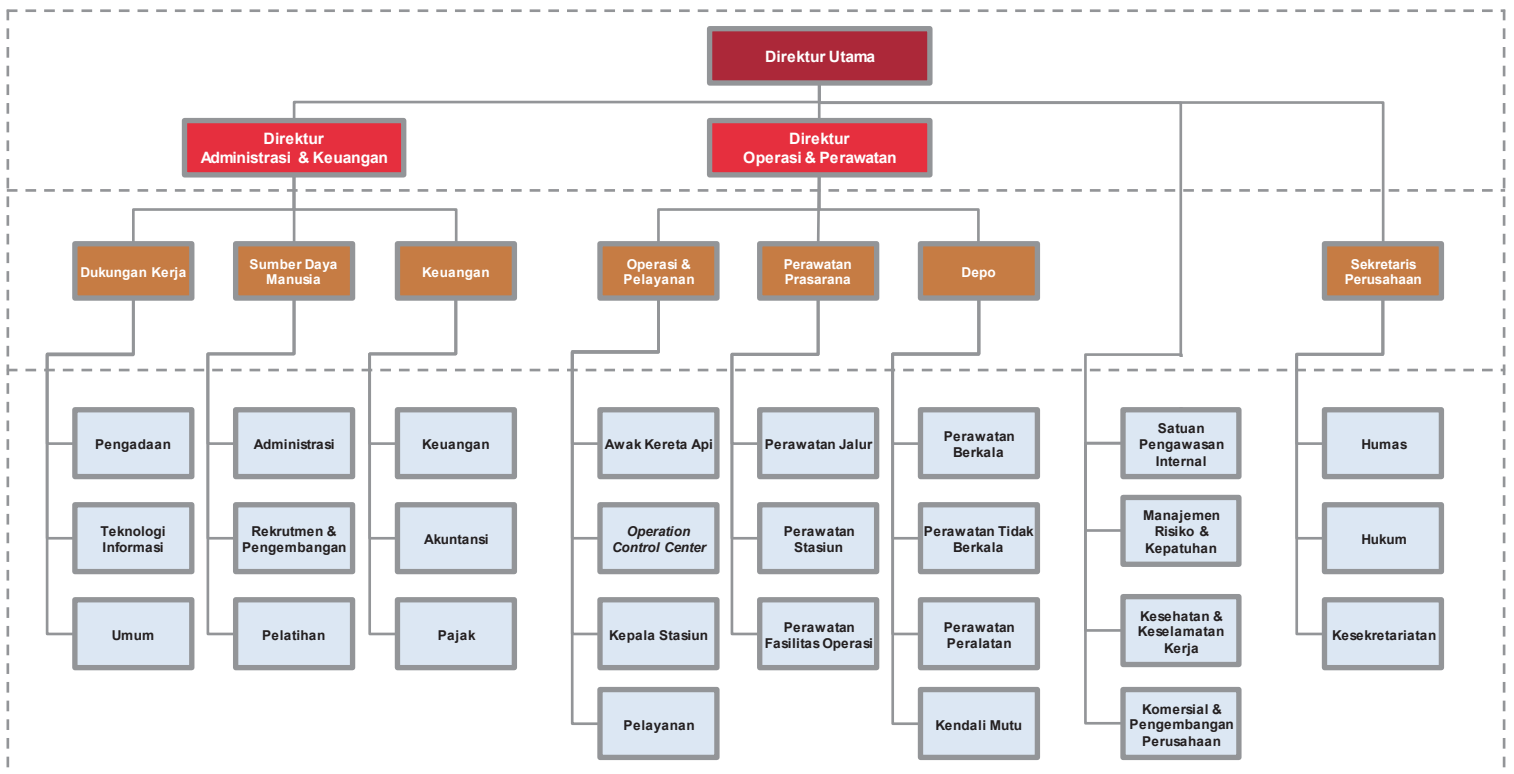 Direktur Utama
Direktur
Administrasi & Keuangan
Direktur
Operasi & Perawatan
Dukungan Kerja
Sumber Daya
Manusia
Keuangan
Operasi &
Pelayanan
Perawatan
Prasarana
Depo
Sekretaris
Perusahaan
Pengadaan
Administrasi
Keuangan
Awak Kereta Api
Perawatan Jalur
Perawatan
Berkala
Satuan
Pengawasan
Internal
Humas
Teknologi
Informasi
Rekrutmen &
Pengembangan
Akuntansi
Operation
Control Center
Perawatan
Stasiun
Perawatan Tidak
Berkala
Manajemen
Risiko &
Kepatuhan
Hukum
Umum
Pelatihan
Pajak
Kepala Stasiun
Perawatan
Fasilitas Operasi
Perawatan
Peralatan
Kesehatan &
Keselamatan
Kerja
Kesekretariatan
Pelayanan
Kendali Mutu
Komersial &
Pengembangan
Perusahaan